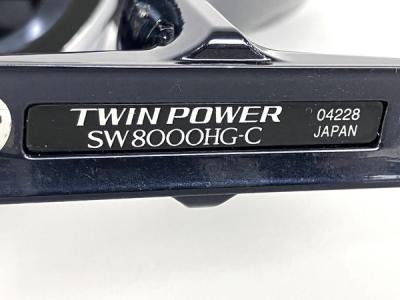 TWIN POWER 04228
SW8000HG-C JAPAN